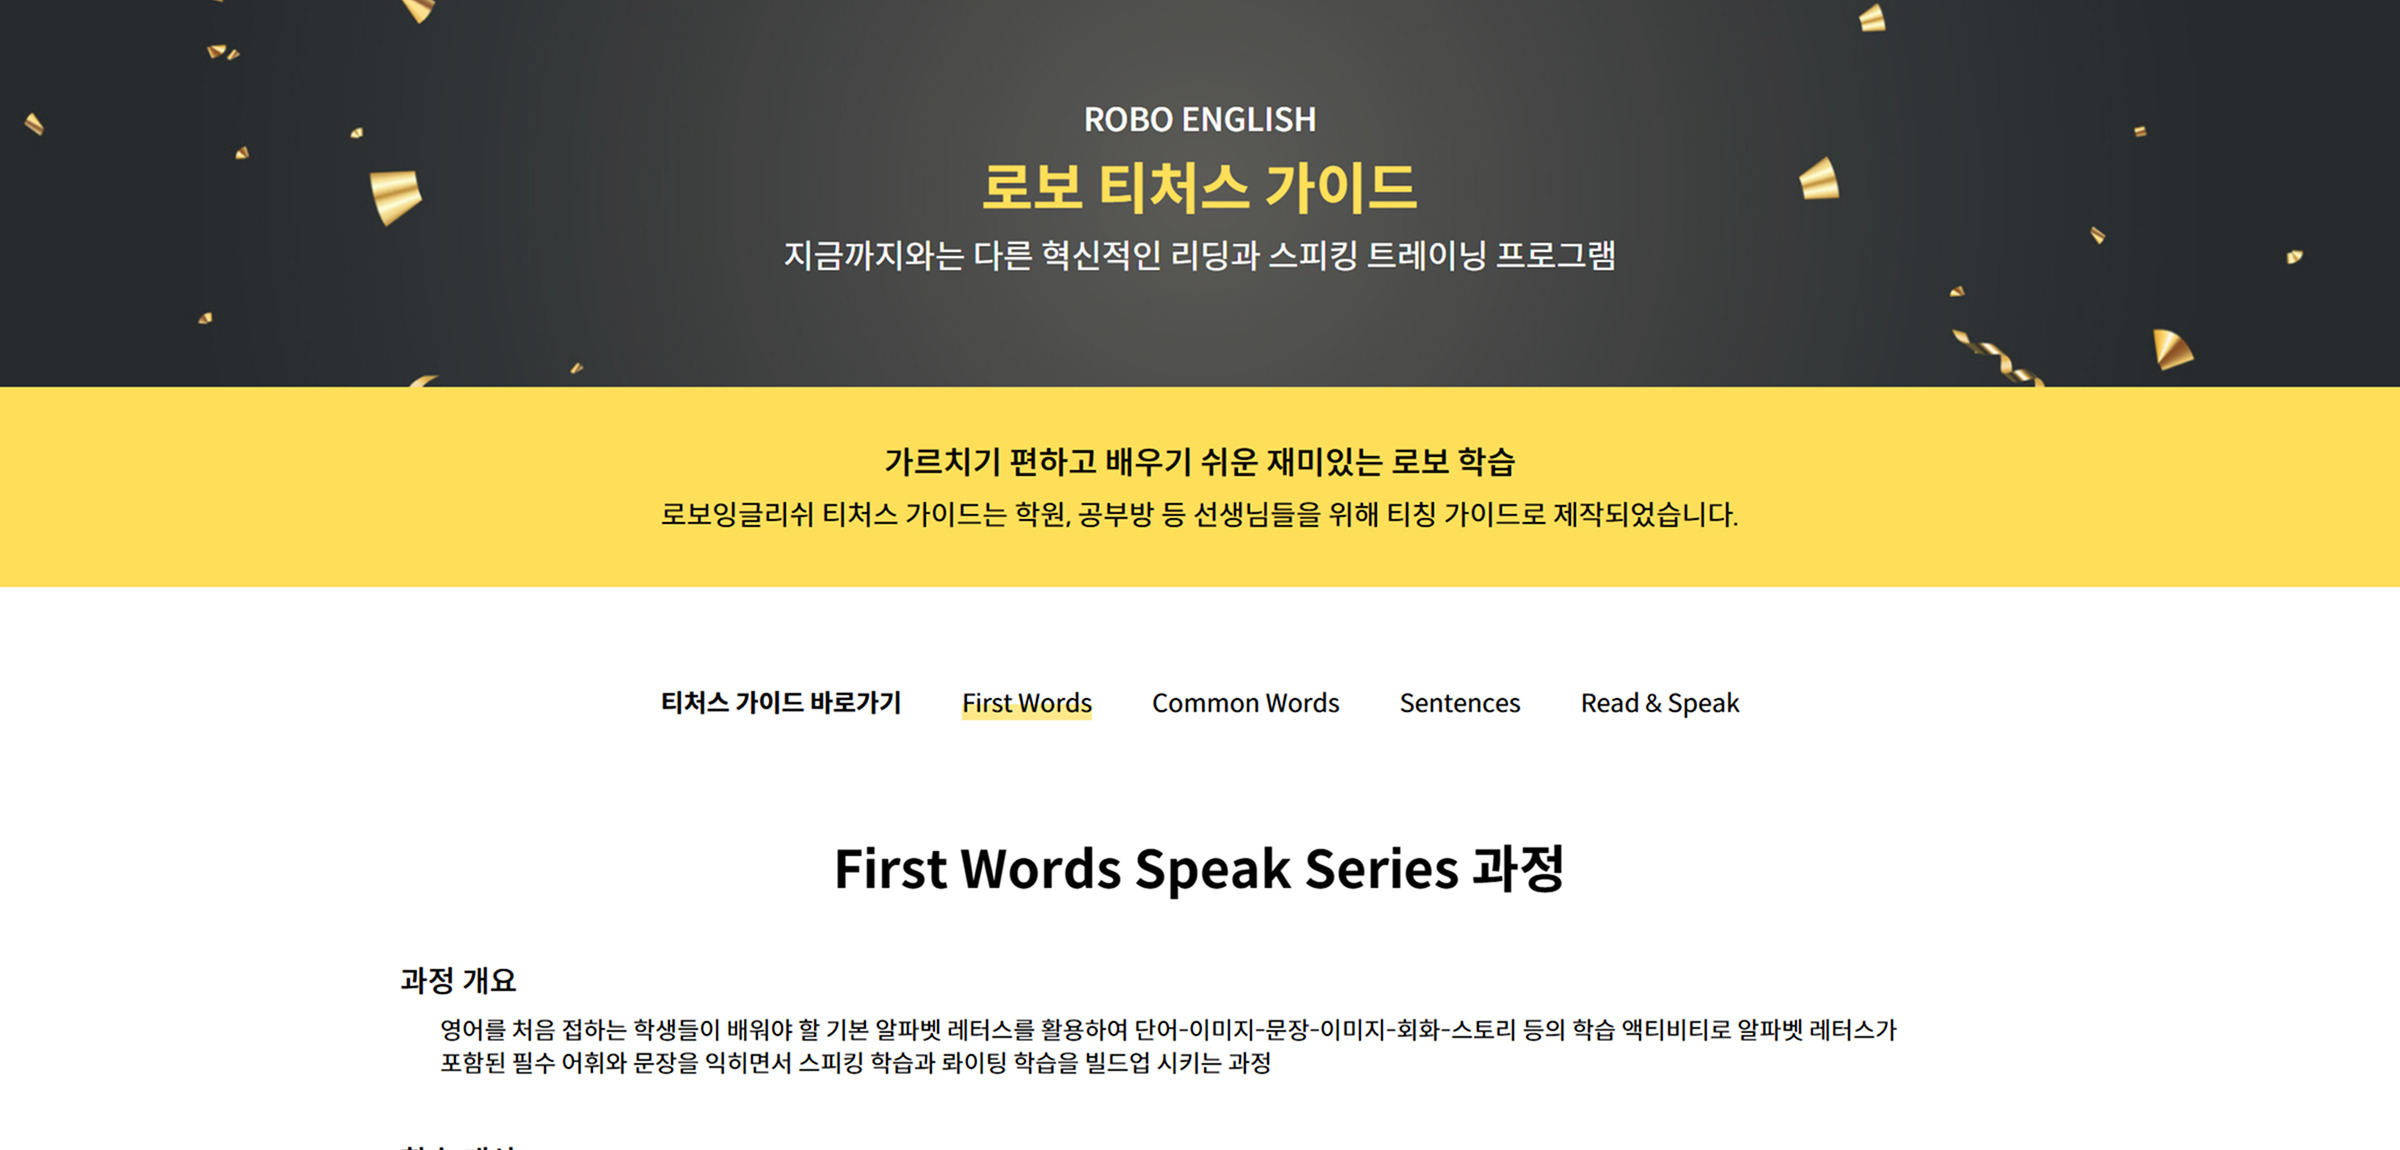 ROBO ENGLISH
로보 티처스 가이드
지금까지와는 다른 혁신적인 리딩과 스피킹 트레이닝 프로그램
가르치기 편하고 배우기 쉬운 재미있는 로보 학습
로보잉글리쉬 티처스 가이드는 학원, 공부방 등 선생님들을 위해 티칭 가이드로 제작되었습니다.
티처스 가이드 바로가기 First Words Common Words Sentences Read & Speak
First Words Speak Series 과정
과정 개요
영어를 처음 접하는 학생들이 배워야 할 기본 알파벳 레터스를 활용하여 단어-이미지-문장-이미지-회화-스토리 등의 학습 액티비티로 알파벳 레터스가
포함된 필수 어휘와 문장을 익히면서 스피킹 학습과 롸이팅 학습을 빌드업 시키는 과정